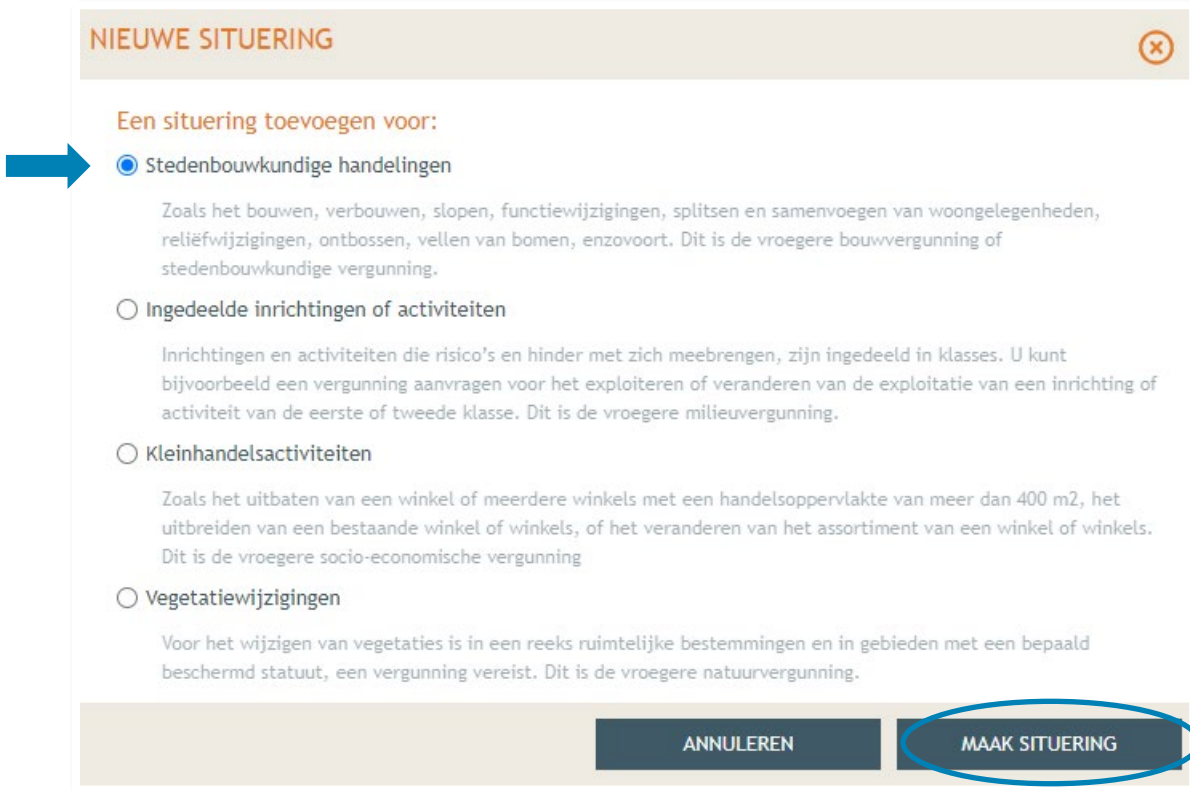 NIEUWE SITUERING
Een situering toevoegen voor:
Stedenbouwkundige handelingen
Zoals het bouwen, verbouwen, slopen, functiewijzigingen, splitsen en samenvoegen van woongelegenheden,
reliëfwijzigingen, ontbossen, vellen van bomen, enzovoort. Dit is de vroegere bouwvergunning of
stedenbouwkundige vergunning.
Ingedeelde inrichtingen of activiteiten
Inrichtingen en activiteiten die risico's en hinder met zich meebrengen, zijn ingedeeld in klasses. U kunt
bijvoorbeeld een vergunning aanvragen voor het exploiteren of veranderen van de exploitatie van een inrichting of
activiteit van de eerste of tweede klasse. Dit is de vroegere milieuvergunning.
Kleinhandelsactiviteiten
Zoals het uitbaten van een winkel of meerdere winkels met een handelsoppervlakte van meer dan 400 m2, het
uitbreiden van een bestaande winkel of winkels, of het veranderen van het assortiment van een winkel of winkels.
Dit is de vroegere socio-economische vergunning
Vegetatiewijzigingen
Voor het wijzigen van vegetaties is in een reeks ruimtelijke bestemmingen en in gebieden met een bepaald
beschermd statuut, een vergunning vereist. Dit is de vroegere natuurvergunning.
ANNULEREN MAAK SITUERING